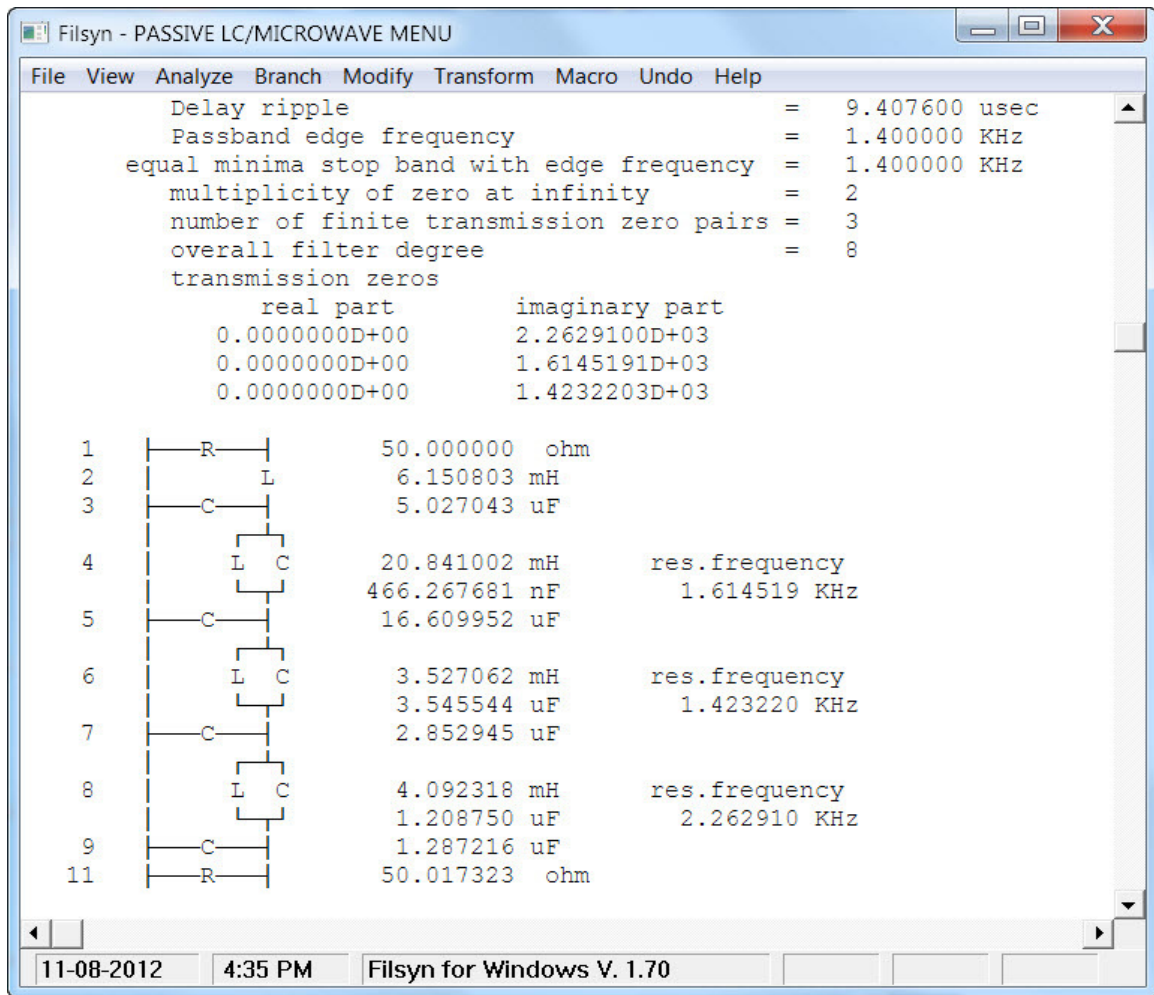 Filsyn - PASSIVE LC/MICROWAVE MENU
File View Analyze Branch Modify Transform Macro Undo Help
Delay ripple = 9.407600 usec
Passband edge frequency = 1.400000 KHz
equal minima stop band with edge frequency = 1.400000 KHz
multiplicity of zero at infinity = 2
number of finite transmission zero pairs = 3
overall filter degree = 8
transmission zeros
real part imaginary part
0.0000000D+00 2.2629100D+03
0.0000000D+00 1.6145191D+03
0.0000000D+00 1.4232203D+03
1 R 50.000000 ohm
2 L 6.150803 mH
3 C 5.027043 uF
4 L C 20.841002 mH res.frequency
466.267681 nF 1.614519 KHz
5 C 16.609952 uF
6 L C 3.527062 mH res.frequency
3.545544 uF 1.423220 KHz
7 C 2.852945 uF
8 L C 4.092318 mH res.frequency
1.208750 uF 2.262910 KHz
9 C 1.287216 uF
11 R 50.017323 ohm
11-08-2012 4:35 PM Filsyn for Windows V. 1.70